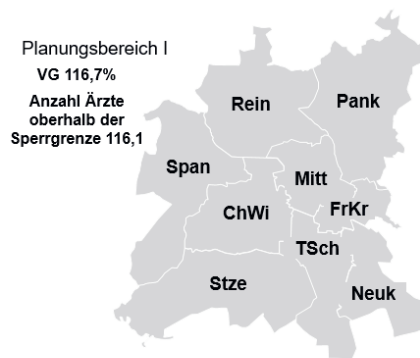 Planungsbereich I
VG 116,7%
Anzahl Ärzte
oberhalb der
Sperrgrenze 116,1
Rein
Pank
Span
Mitt
FrKr
ChWi
TSch
Stze
Neuk